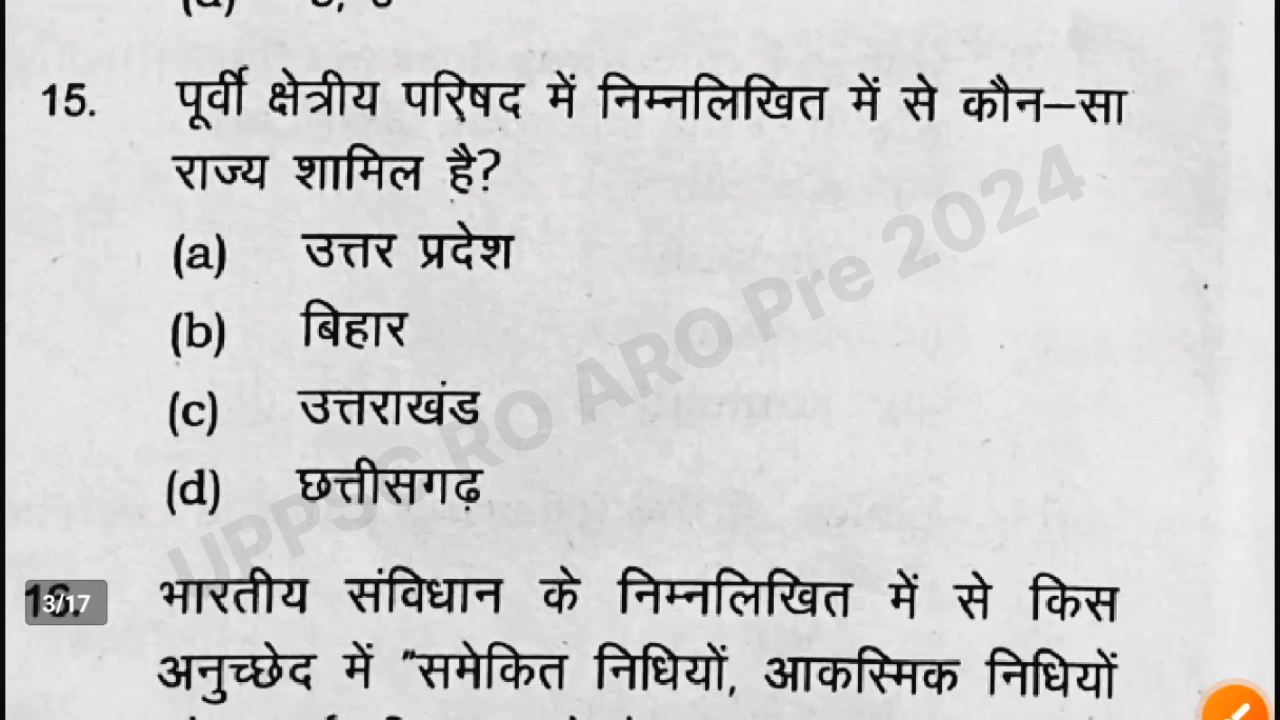 15. पूर्वी क्षेत्रीय परिषद में निम्नलिखित में से कौन–सा
राज्य शामिल है?
(a) उत्तर प्रदेश
(b) बिहार
(c) उत्तराखंड
(d) छत्तीसगढ़
UPPSC RO ARO Pre 2024
16. भारतीय संविधान के निम्नलिखित में से किस
3/17
अनुच्छेद में "समेकित निधियों, आकस्मिक निधियों